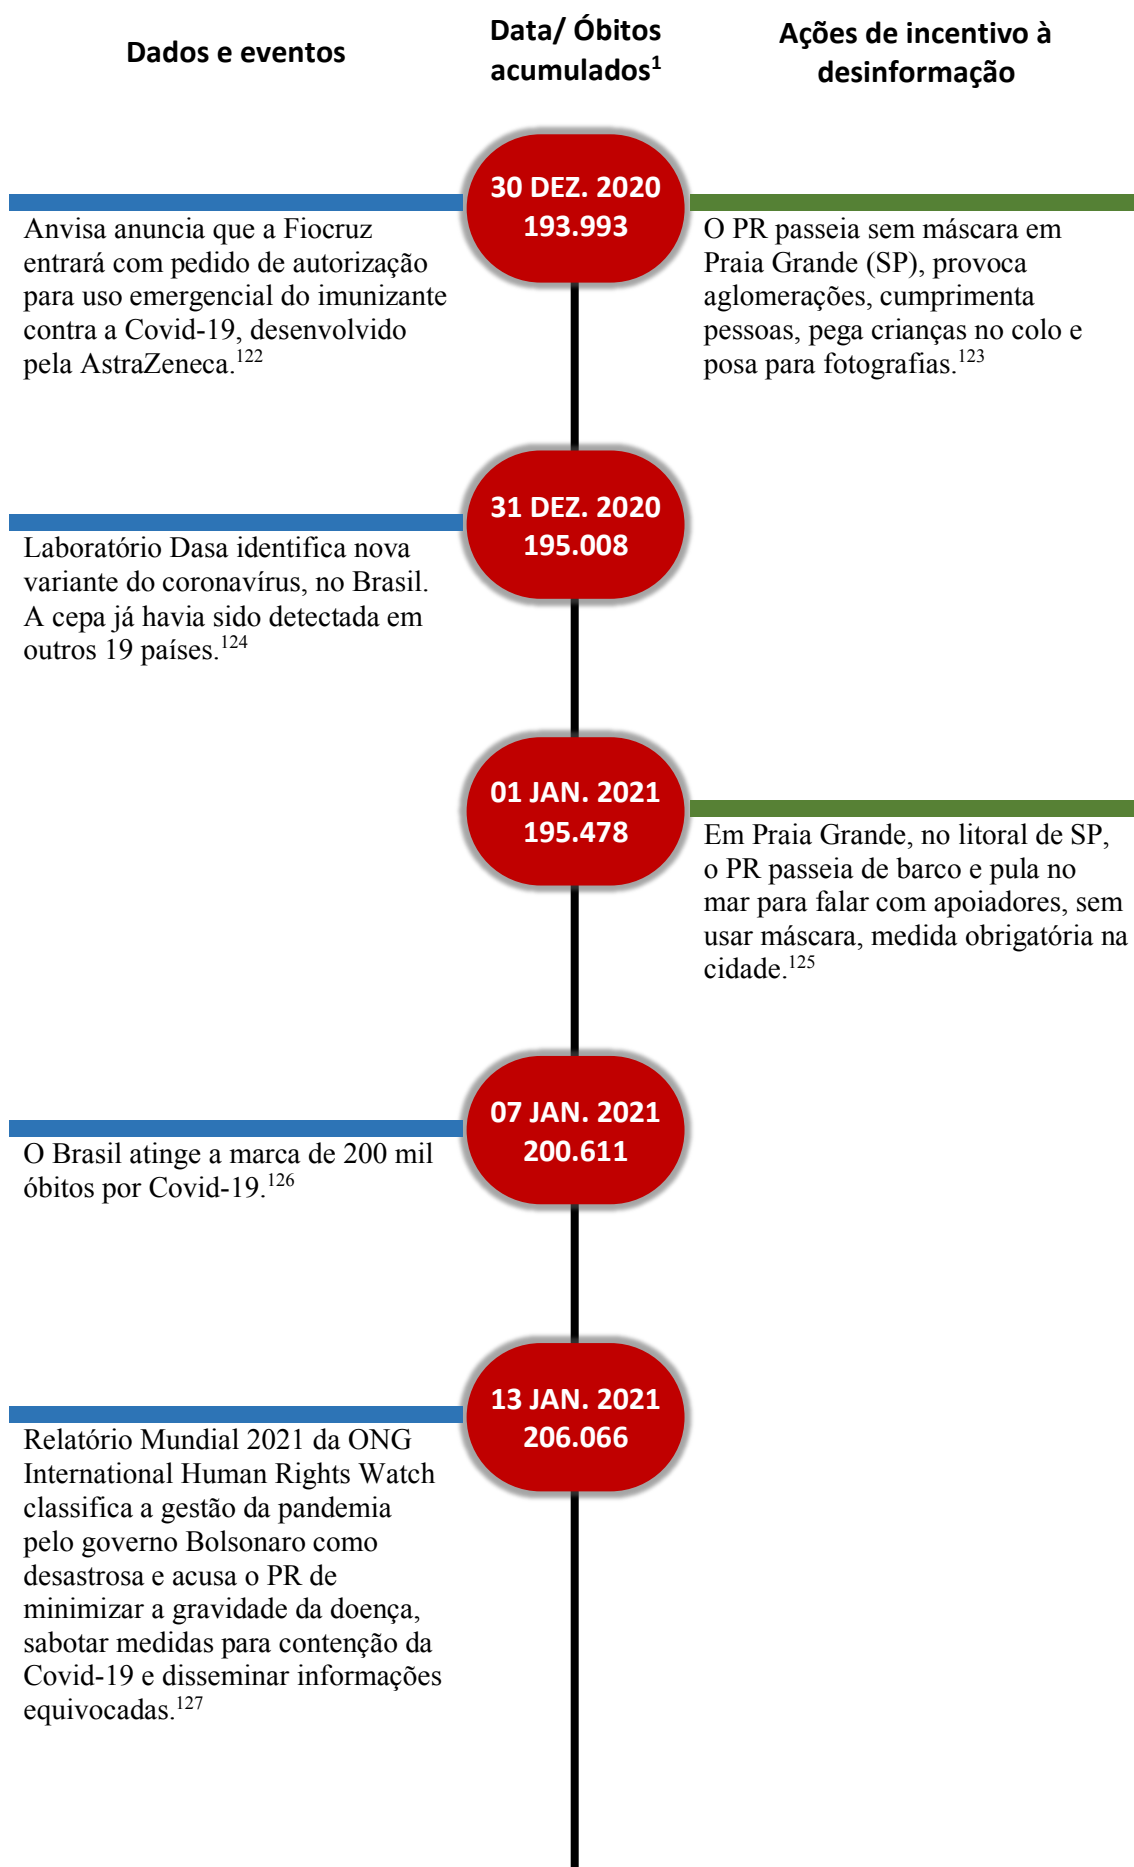 Dados e eventos
Data/ Óbitos
acumulados1
Ações de incentivo à
desinformação
30 DEZ. 2020
193.993
Anvisa anuncia que a Fiocruz
entrará com pedido de autorização
para uso emergencial do imunizante
contra a Covid-19, desenvolvido
pela AstraZeneca.122
O PR passeia sem máscara em
Praia Grande (SP), provoca
aglomerações, cumprimenta
pessoas, pega crianças no colo e
posa para fotografias.123
31 DEZ. 2020
195.008
Laboratório Dasa identifica nova
variante do coronavírus, no Brasil.
A cepa já havia sido detectada em
outros 19 países.124
01 JAN. 2021
195.478
Em Praia Grande, no litoral de SP,
o PR passeia de barco e pula no
mar para falar com apoiadores, sem
usar máscara, medida obrigatória na
cidade.125
07 JAN. 2021
200.611
O Brasil atinge a marca de 200 mil
óbitos por Covid-19.126
13 JAN. 2021
206.066
Relatório Mundial 2021 da ONG
International Human Rights Watch
classifica a gestão da pandemia
pelo governo Bolsonaro como
desastrosa e acusa o PR de
minimizar a gravidade da doença,
sabotar medidas para contenção da
Covid-19 e disseminar informações
equivocadas.127